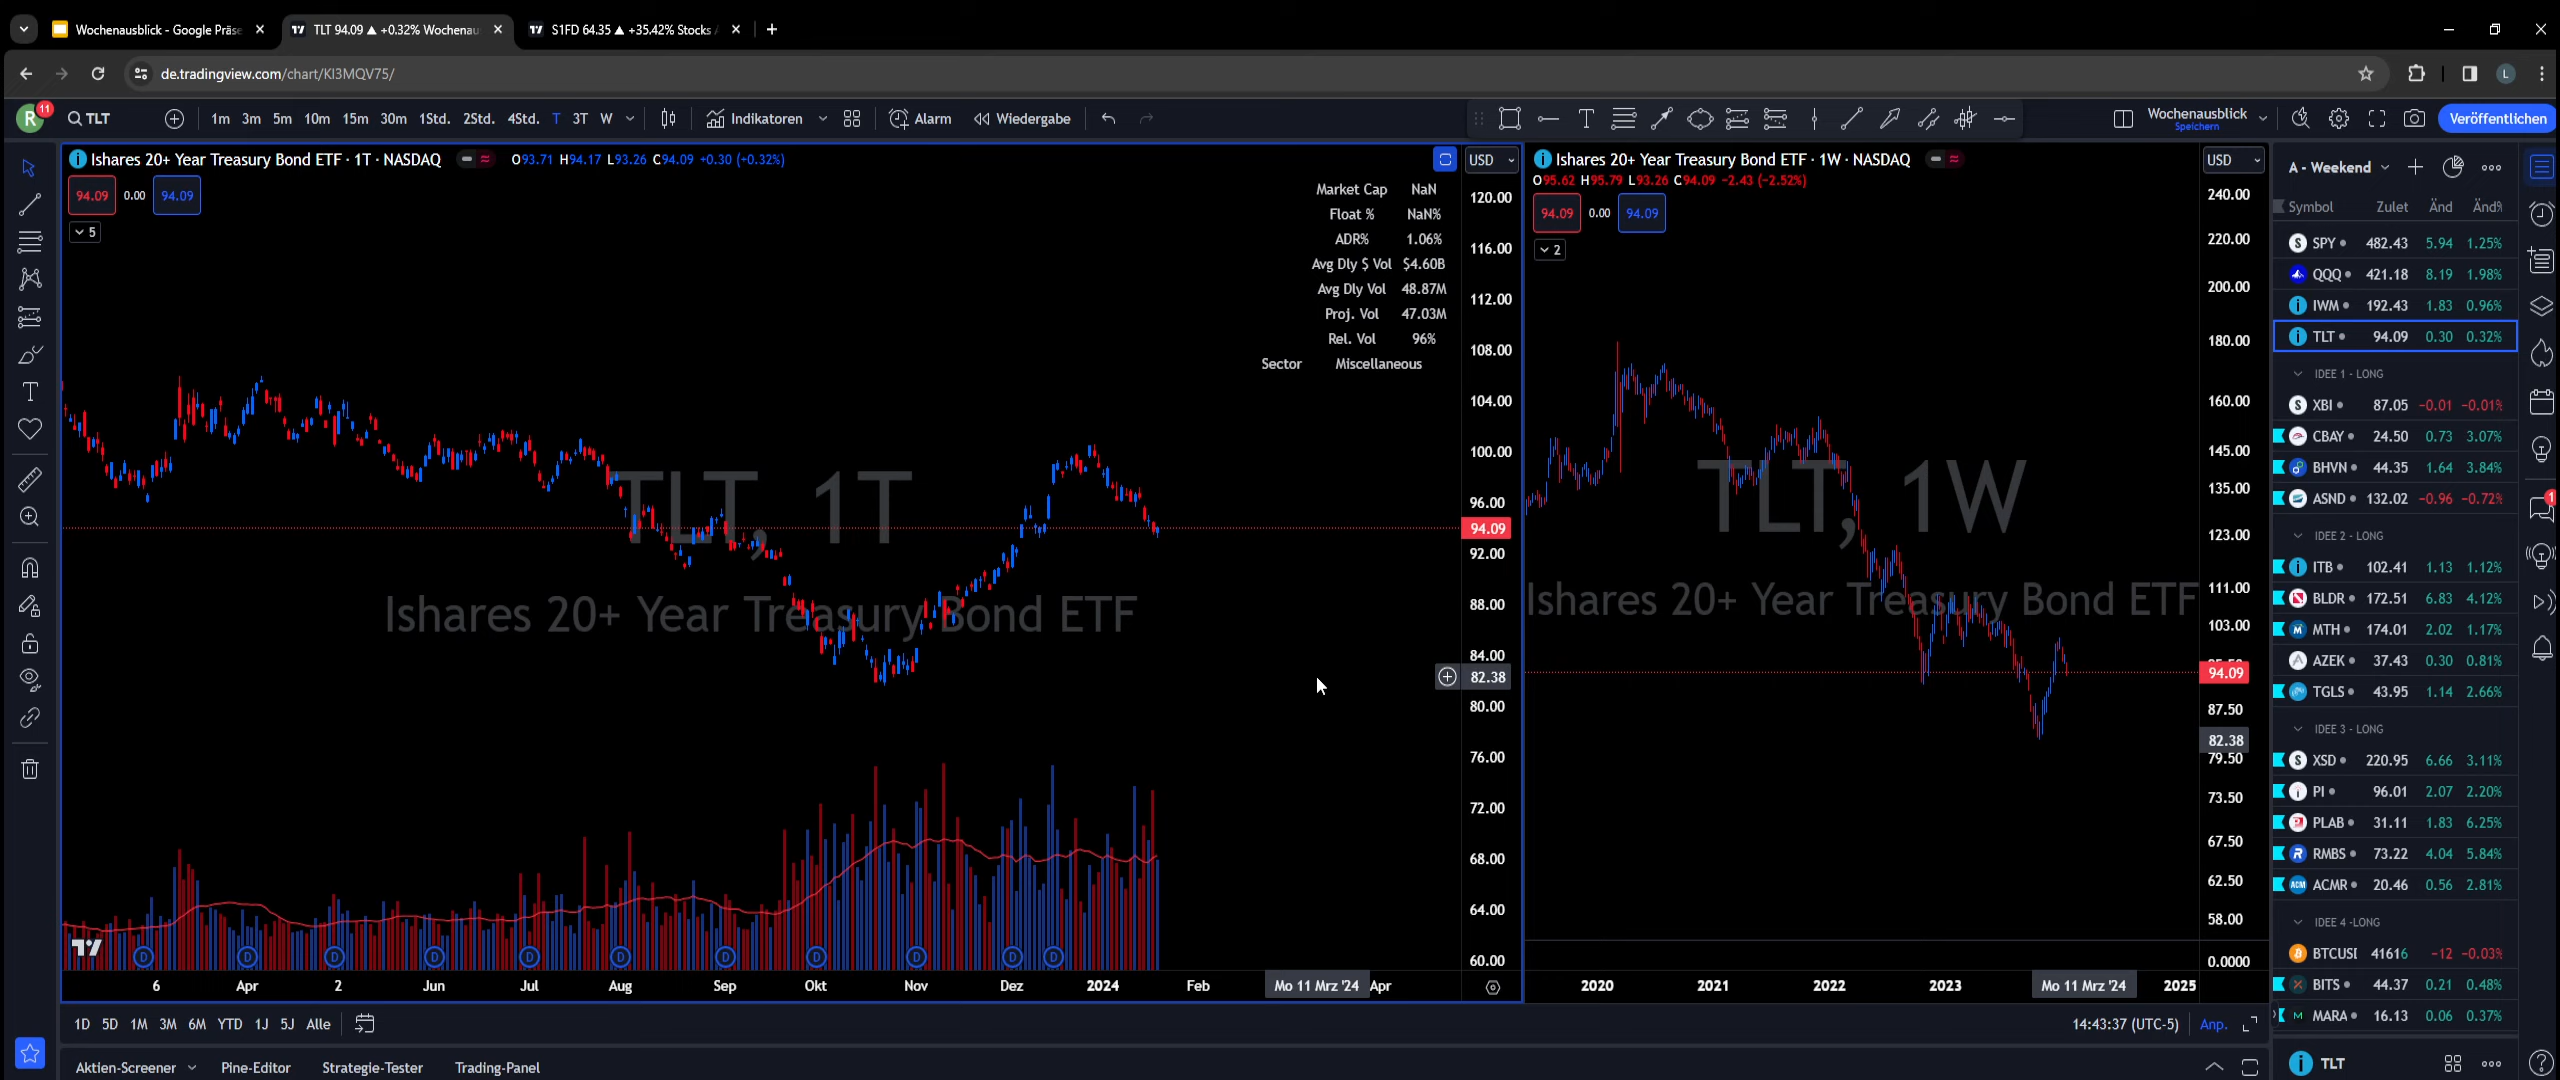 Wochenausblick - Google Präse
TLT 94.09 ▲ +0.32% Wochenau
S1FD 64.35 ▲ +35.42% Stocks
de.tradingview.com/chart/KI3MQV75/
L
R 11 TLT 1m 3m 5m 10m 15m 30m 1Std. 2Std. 4Std. T 3T W Indikatoren Alarm Wiedergabe
Wochenausblick
Speichern
Veröffentlichen
Ishares 20+ Year Treasury Bond ETF · 1T · NASDAQ O93.71 H94.17 L93.26 C94.09 +0.30 (+0.32%)
94.09 0.00 94.09
5
Market Cap NaN
Float % NaN%
ADR% 1.06%
Avg Dly $ Vol $4.60B
Avg Dly Vol 48.87M
Proj. Vol 47.03M
Rel. Vol 96%
Sector Miscellaneous
TLT, 1T
Ishares 20+ Year Treasury Bond ETF
USD
120.00
116.00
112.00
108.00
104.00
100.00
96.00
94.09
92.00
88.00
84.00
82.38
80.00
76.00
72.00
68.00
64.00
60.00
D D D D D D D D D D D
6 Apr 2 Jun Jul Aug Sep Okt Nov Dez 2024 Feb Mo 11 Mrz '24 Apr
Ishares 20+ Year Treasury Bond ETF · 1W · NASDAQ
O95.62 H95.79 L93.26 C94.09 -2.43 (-2.52%)
94.09 0.00 94.09
2
TLT, 1W
Ishares 20+ Year Treasury Bond ETF
USD
240.00
220.00
200.00
180.00
160.00
145.00
135.00
123.00
111.00
103.00
94.09
87.50
82.38
79.50
73.50
67.50
62.50
58.00
0.0000
2020 2021 2022 2023 Mo 11 Mrz '24 2025
1D 5D 1M 3M 6M YTD 1J 5J Alle
14:43:37 (UTC-5) Anp.
Aktien-Screener Pine-Editor Strategie-Tester Trading-Panel
A - Weekend
Symbol Zulet Änd Änd%
SPY 482.43 5.94 1.25%
QQQ 421.18 8.19 1.98%
IWM 192.43 1.83 0.96%
TLT 94.09 0.30 0.32%
IDEE 1 - LONG
XBI 87.05 -0.01 -0.01%
CBAY 24.50 0.73 3.07%
BHVN 44.35 1.64 3.84%
ASND 132.02 -0.96 -0.72%
IDEE 2 - LONG
ITB 102.41 1.13 1.12%
BLDR 172.51 6.83 4.12%
MTH 174.01 2.02 1.17%
AZEK 37.43 0.30 0.81%
TGLS 43.95 1.14 2.66%
IDEE 3 - LONG
XSD 220.95 6.66 3.11%
PI 96.01 2.07 2.20%
PLAB 31.11 1.83 6.25%
RMBS 73.22 4.04 5.84%
ACMR 20.46 0.56 2.81%
IDEE 4 -LONG
BTCUSI 41616 -12 -0.03%
BITS 44.37 0.21 0.48%
MARA 16.13 0.06 0.37%
TLT
1